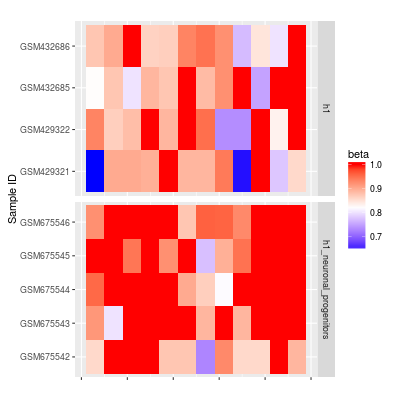 GSM432686
GSM432685
GSM429322
GSM429321
h1
GSM675546
GSM675545
GSM675544
GSM675543
GSM675542
h1_neuronal_progenitors
Sample ID
beta
1.0
0.9
0.8
0.7